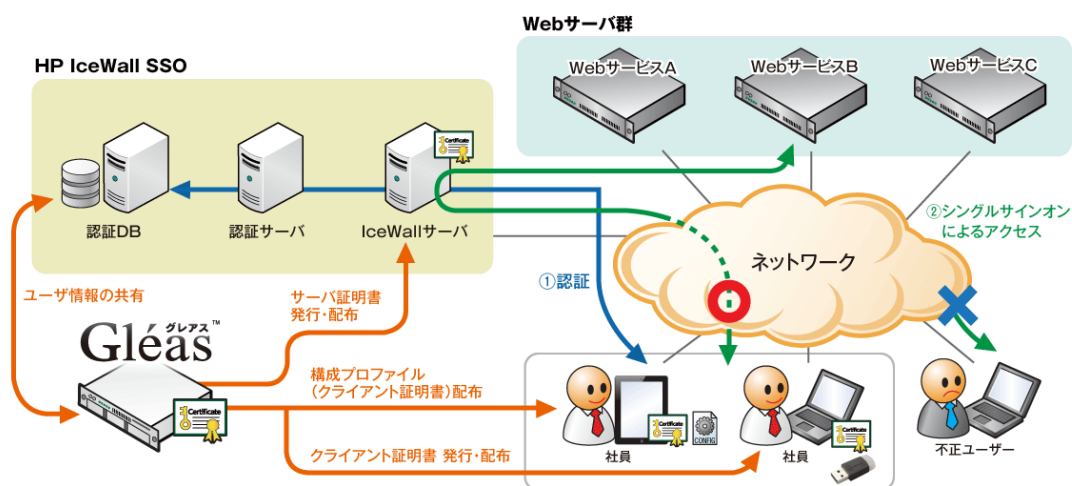 Webサーバ群
HP IceWall SSO
WebサービスA
WebサービスB
WebサービスC
Certificate
認証DB
認証サーバ
IceWallサーバ
②シングルサインオン
によるアクセス
ネットワーク
①認証
ユーザ情報の共有
サーバ証明書
発行・配布
グレアス
Gléas™
構成プロファイル
(クライアント証明書)配布
Certificate
Certificate
CONFIG
Certificate
クライアント証明書 発行・配布
社員
社員
不正ユーザー